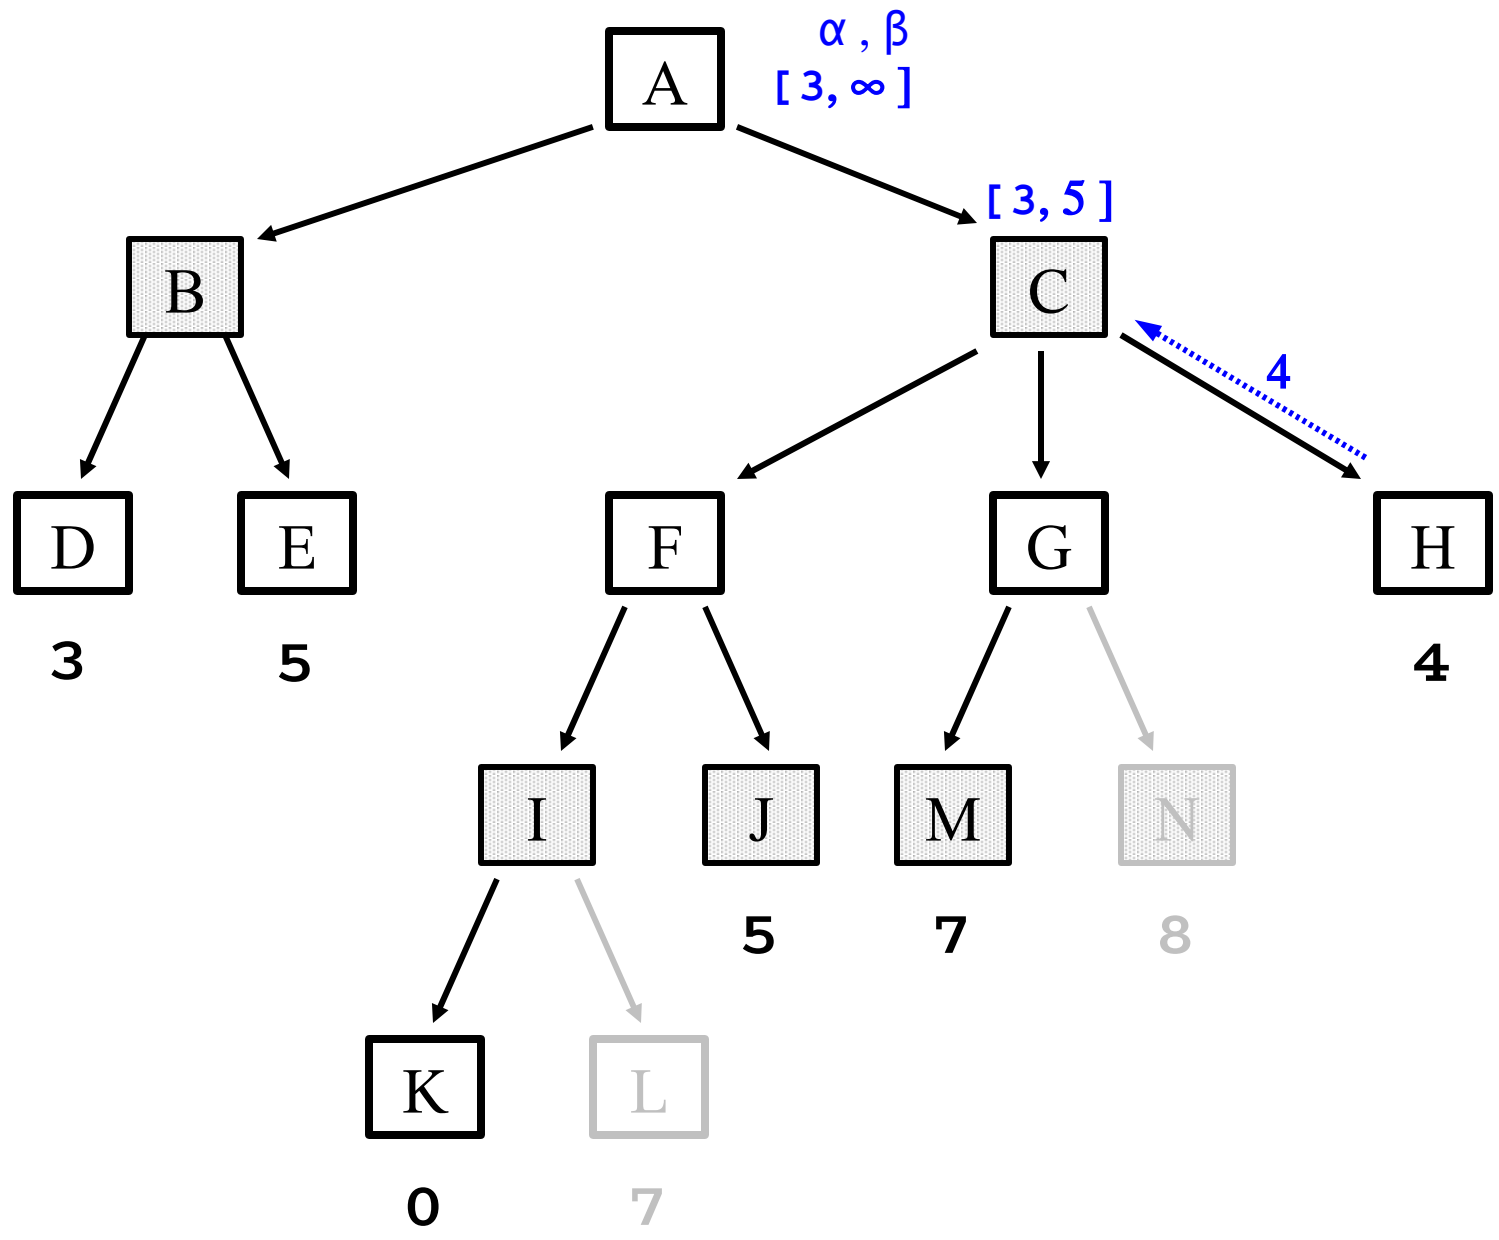 α , β
A [ 3, ∞ ]
[ 3, 5 ]
B C
4
D E F G H
3 5 4
I J M N
5 7 8
K L
0 7